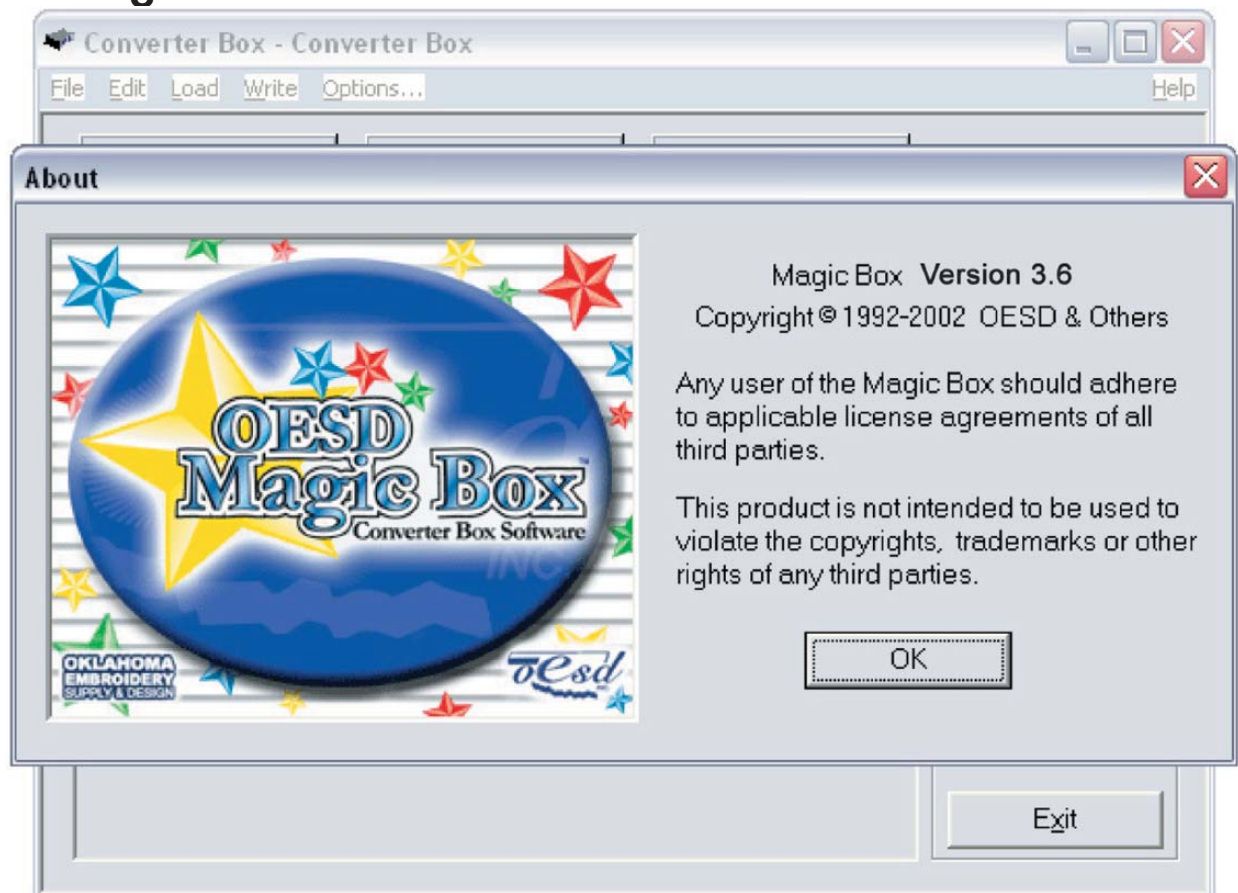 Converter Box - Converter Box
File Edit Load Write Options... Help
About
OESD
Magic Box™
Converter Box Software
INC
OKLAHOMA
EMBROIDERY
SUPPLY & DESIGN
oesd
INC
Magic Box Version 3.6
Copyright © 1992-2002 OESD & Others
Any user of the Magic Box should adhere
to applicable license agreements of all
third parties.
This product is not intended to be used to
violate the copyrights, trademarks or other
rights of any third parties.
OK
Exit